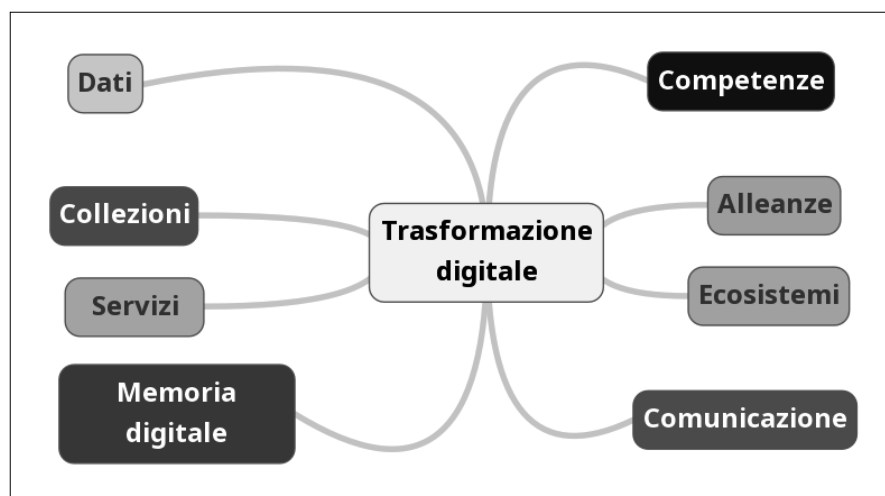 Dati
Collezioni
Servizi
Memoria
digitale
Trasformazione
digitale
Competenze
Alleanze
Ecosistemi
Comunicazione